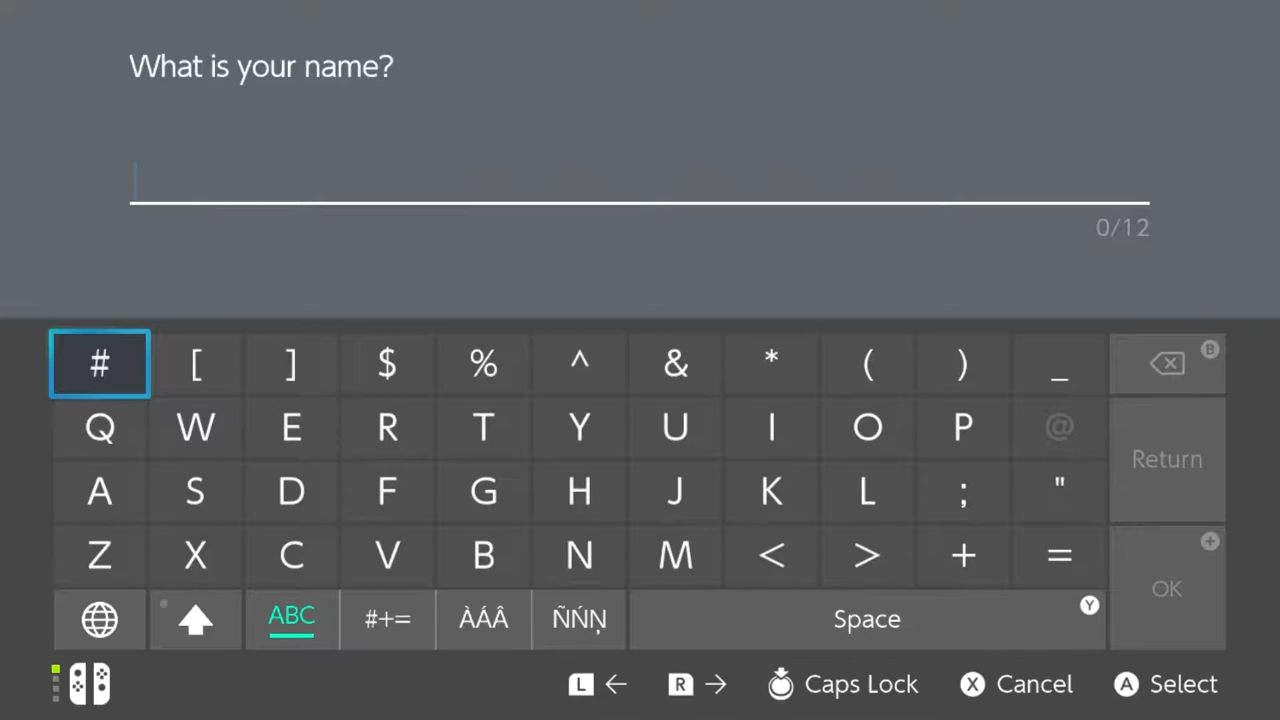 What is your name?
0/12
# [ ] $ % ^ & * ( ) _ B
Q W E R T Y U I O P @ Return
A S D F G H J K L ; "
Z X C V B N M < > + = + OK
ABC #+= ÀÁÂ ÑŃŅ Space Y
L ← R → Caps Lock X Cancel A Select